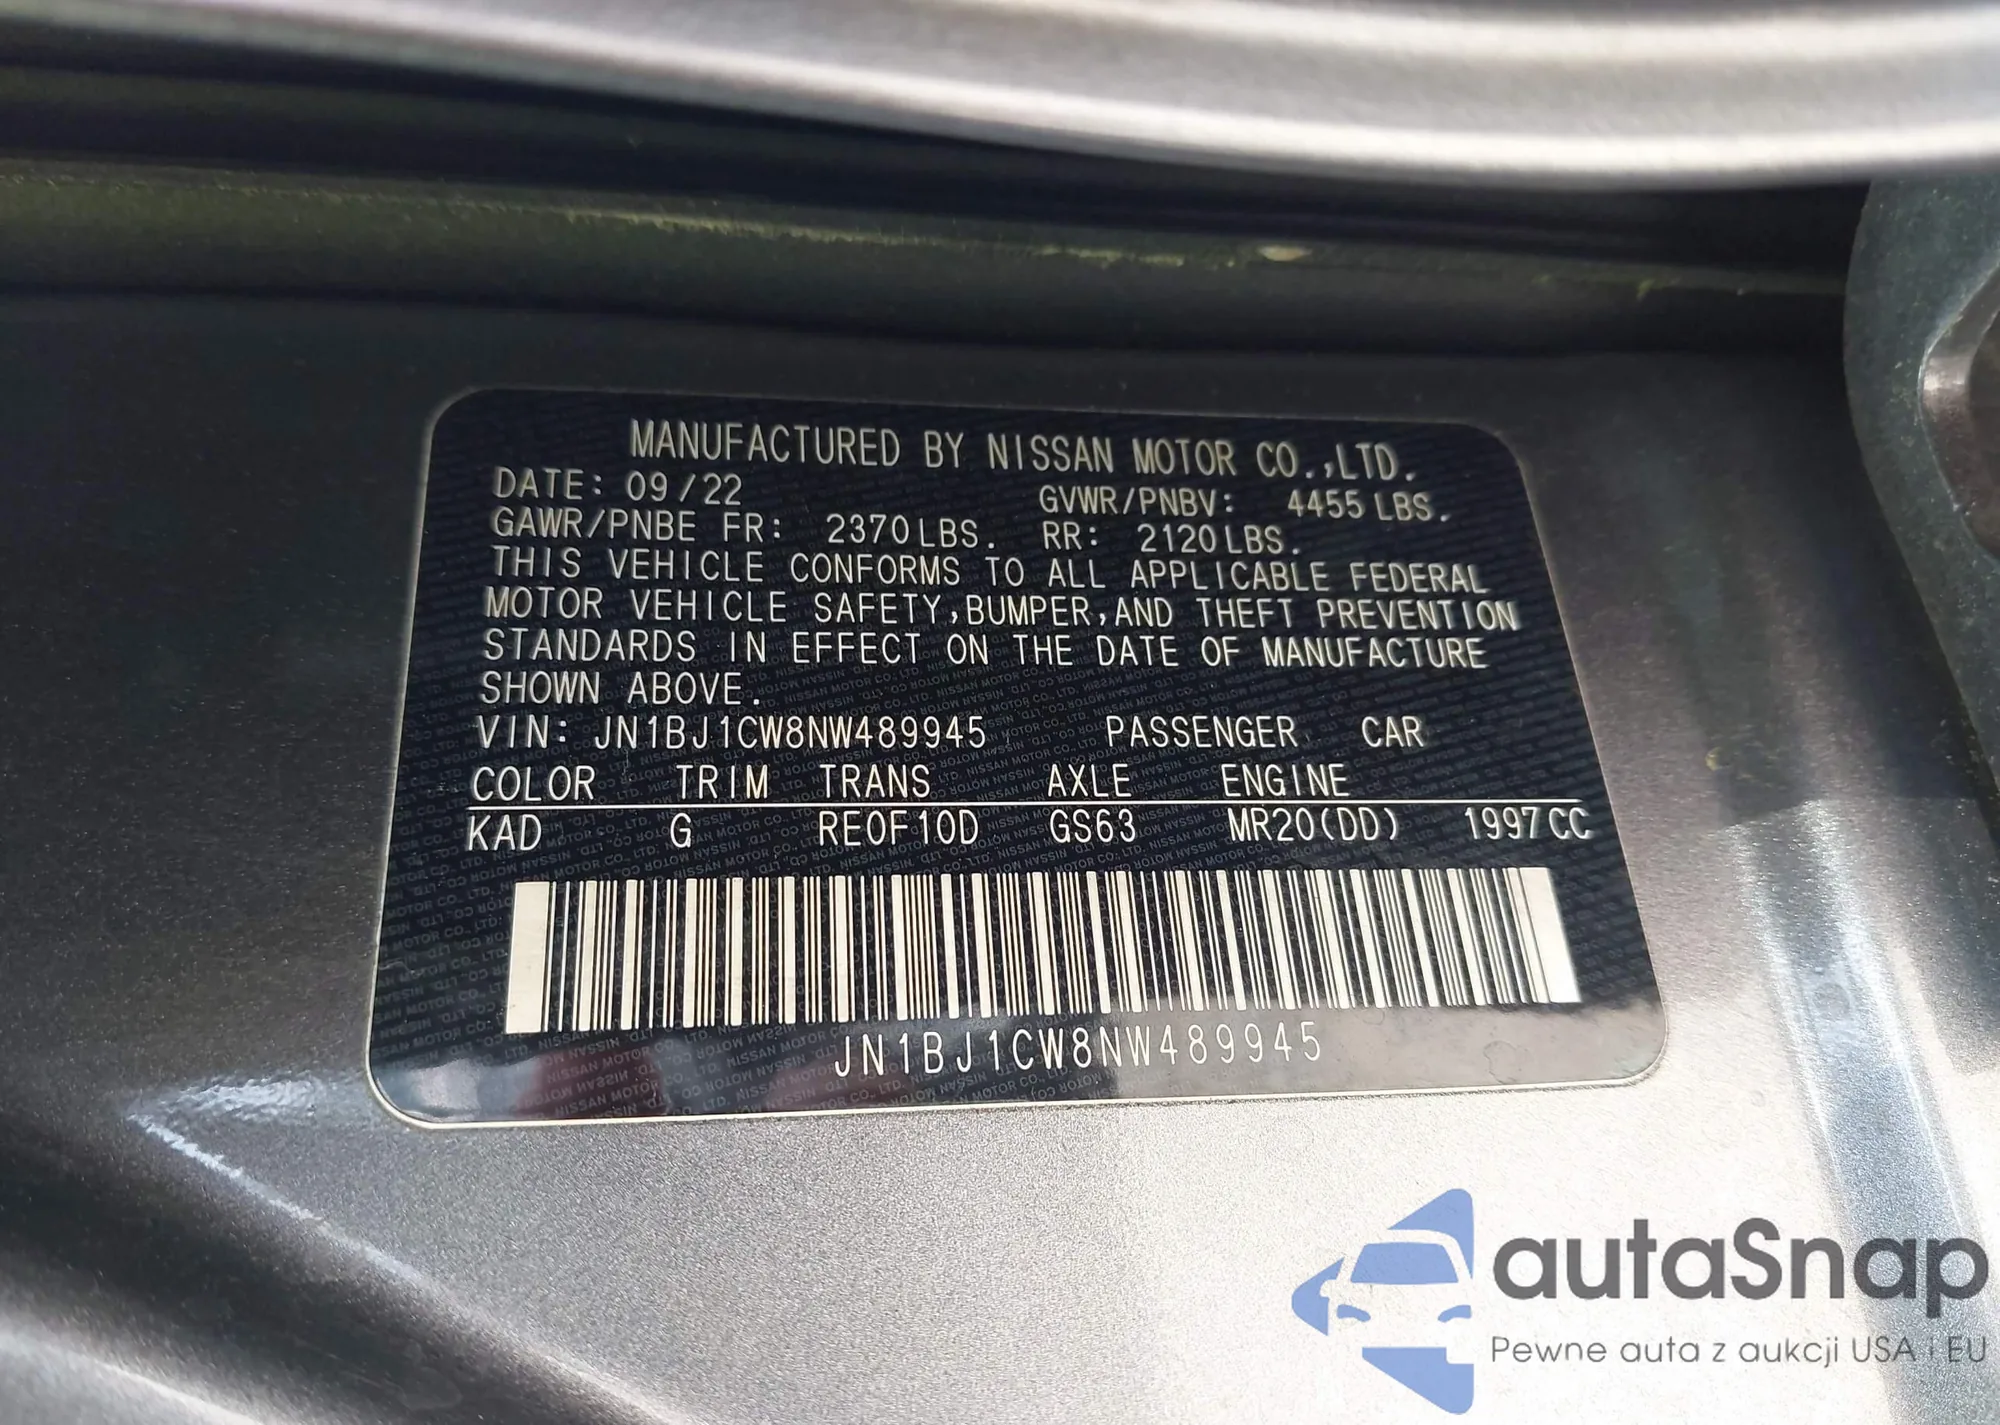 MANUFACTURED BY NISSAN MOTOR CO.,LTD.
DATE: 09/22 GVWR/PNBV: 4455 LBS.
GAWR/PNBE FR: 2370 LBS. RR: 2120 LBS.
THIS VEHICLE CONFORMS TO ALL APPLICABLE FEDERAL
MOTOR VEHICLE SAFETY,BUMPER,AND THEFT PREVENTION
STANDARDS IN EFFECT ON THE DATE OF MANUFACTURE
SHOWN ABOVE.
VIN: JN1BJ1CW8NW489945 PASSENGER CAR
COLOR TRIM TRANS AXLE ENGINE
KAD G RE0F10D GS63 MR20(DD) 1997 CC
JN1BJ1CW8NW489945
autaSnap
Pewne auta z aukcji USA i EU